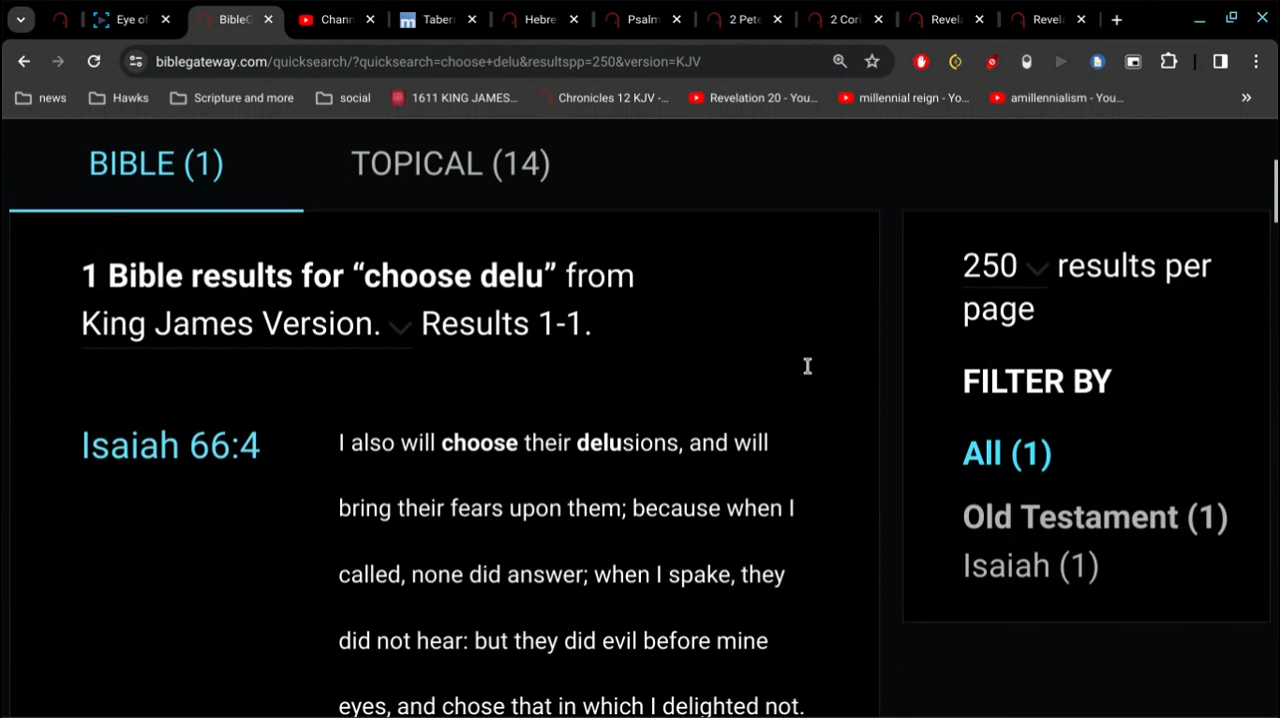 Eye of
BibleG
Chann
Tabern
Hebre
Psalm
2 Pete
2 Cori
Revela
Revela
biblegateway.com/quicksearch/?quicksearch=choose+delu&resultspp=250&version=KJV
news
Hawks
Scripture and more
social
1611 KING JAMES...
Chronicles 12 KJV -...
Revelation 20 - You...
millennial reign - Yo...
amillennialism - You...
BIBLE (1)
TOPICAL (14)
1 Bible results for “choose delu” from
King James Version. Results 1-1.
Isaiah 66:4
I also will choose their delusions, and will
bring their fears upon them; because when I
called, none did answer; when I spake, they
did not hear: but they did evil before mine
eyes, and chose that in which I delighted not.
250 results per
page
FILTER BY
All (1)
Old Testament (1)
Isaiah (1)